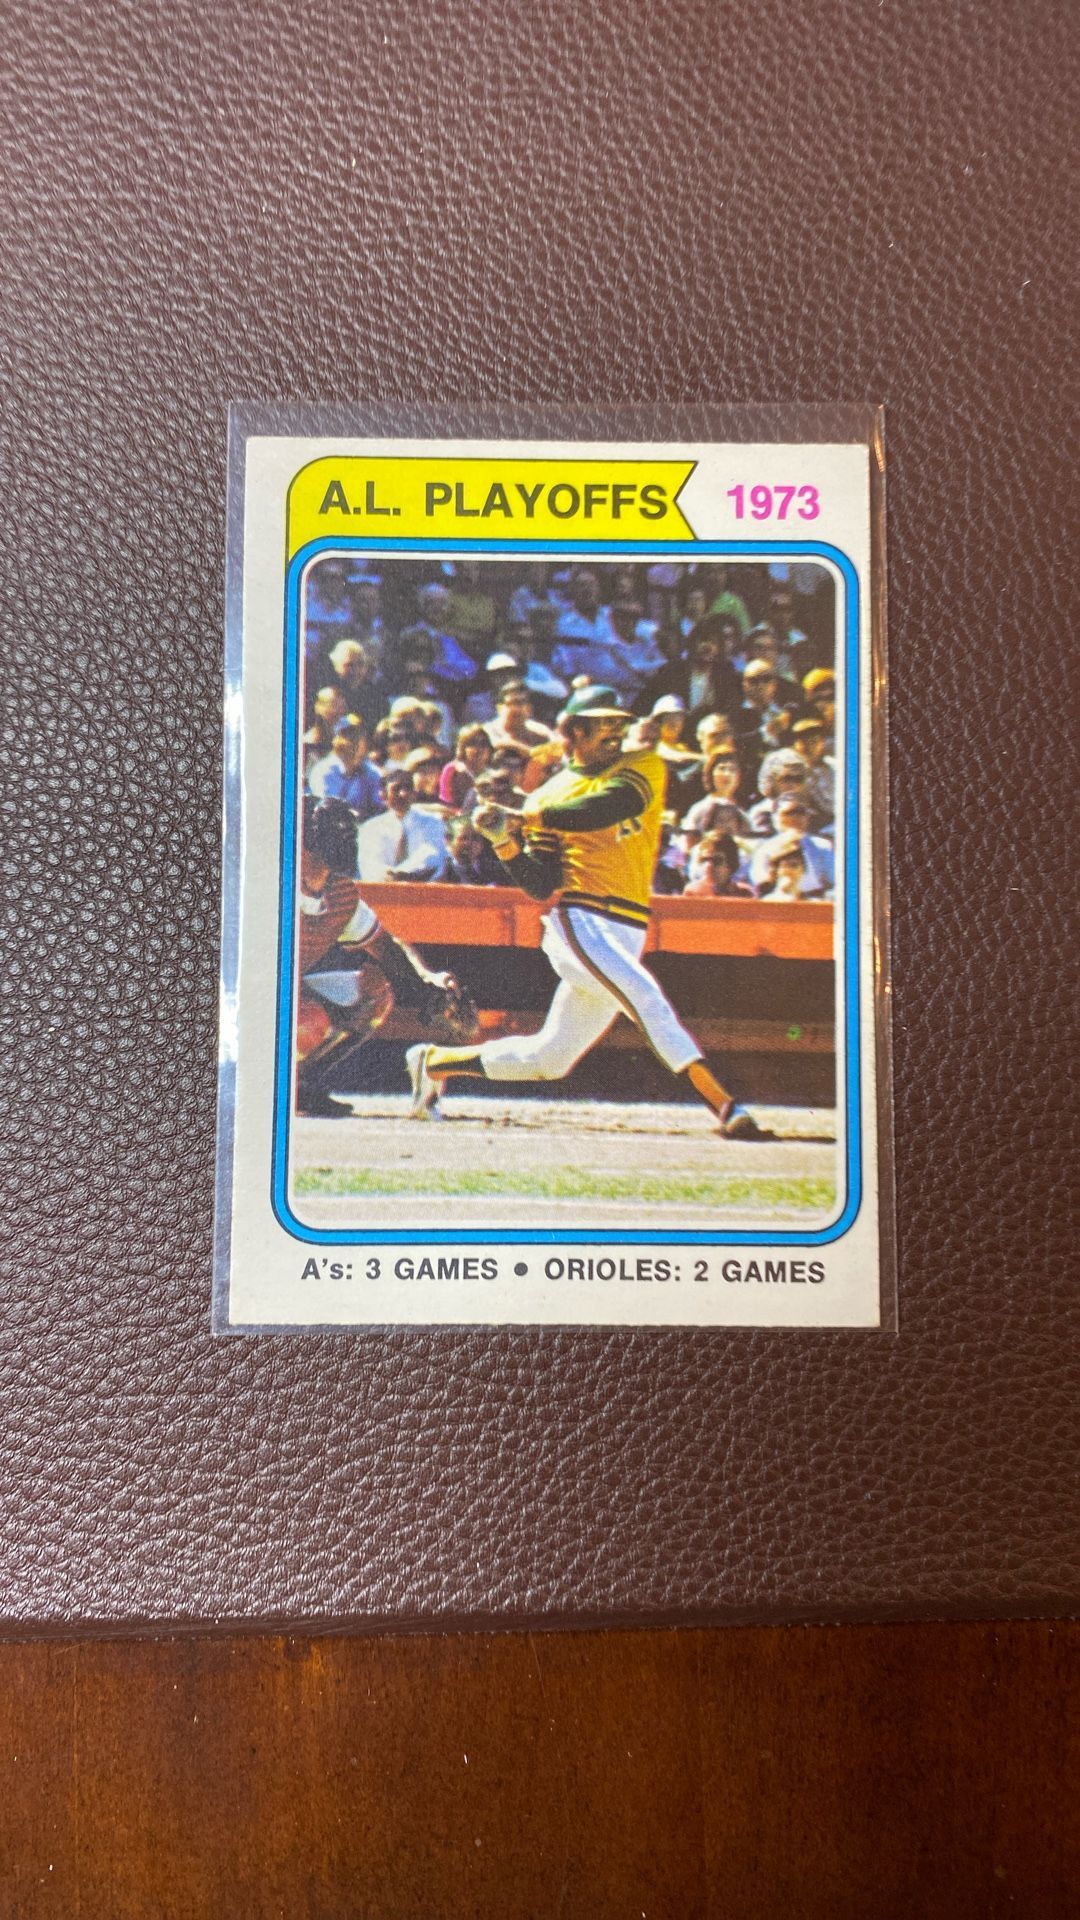 A.L. PLAYOFFS 1973
A's: 3 GAMES • ORIOLES: 2 GAMES